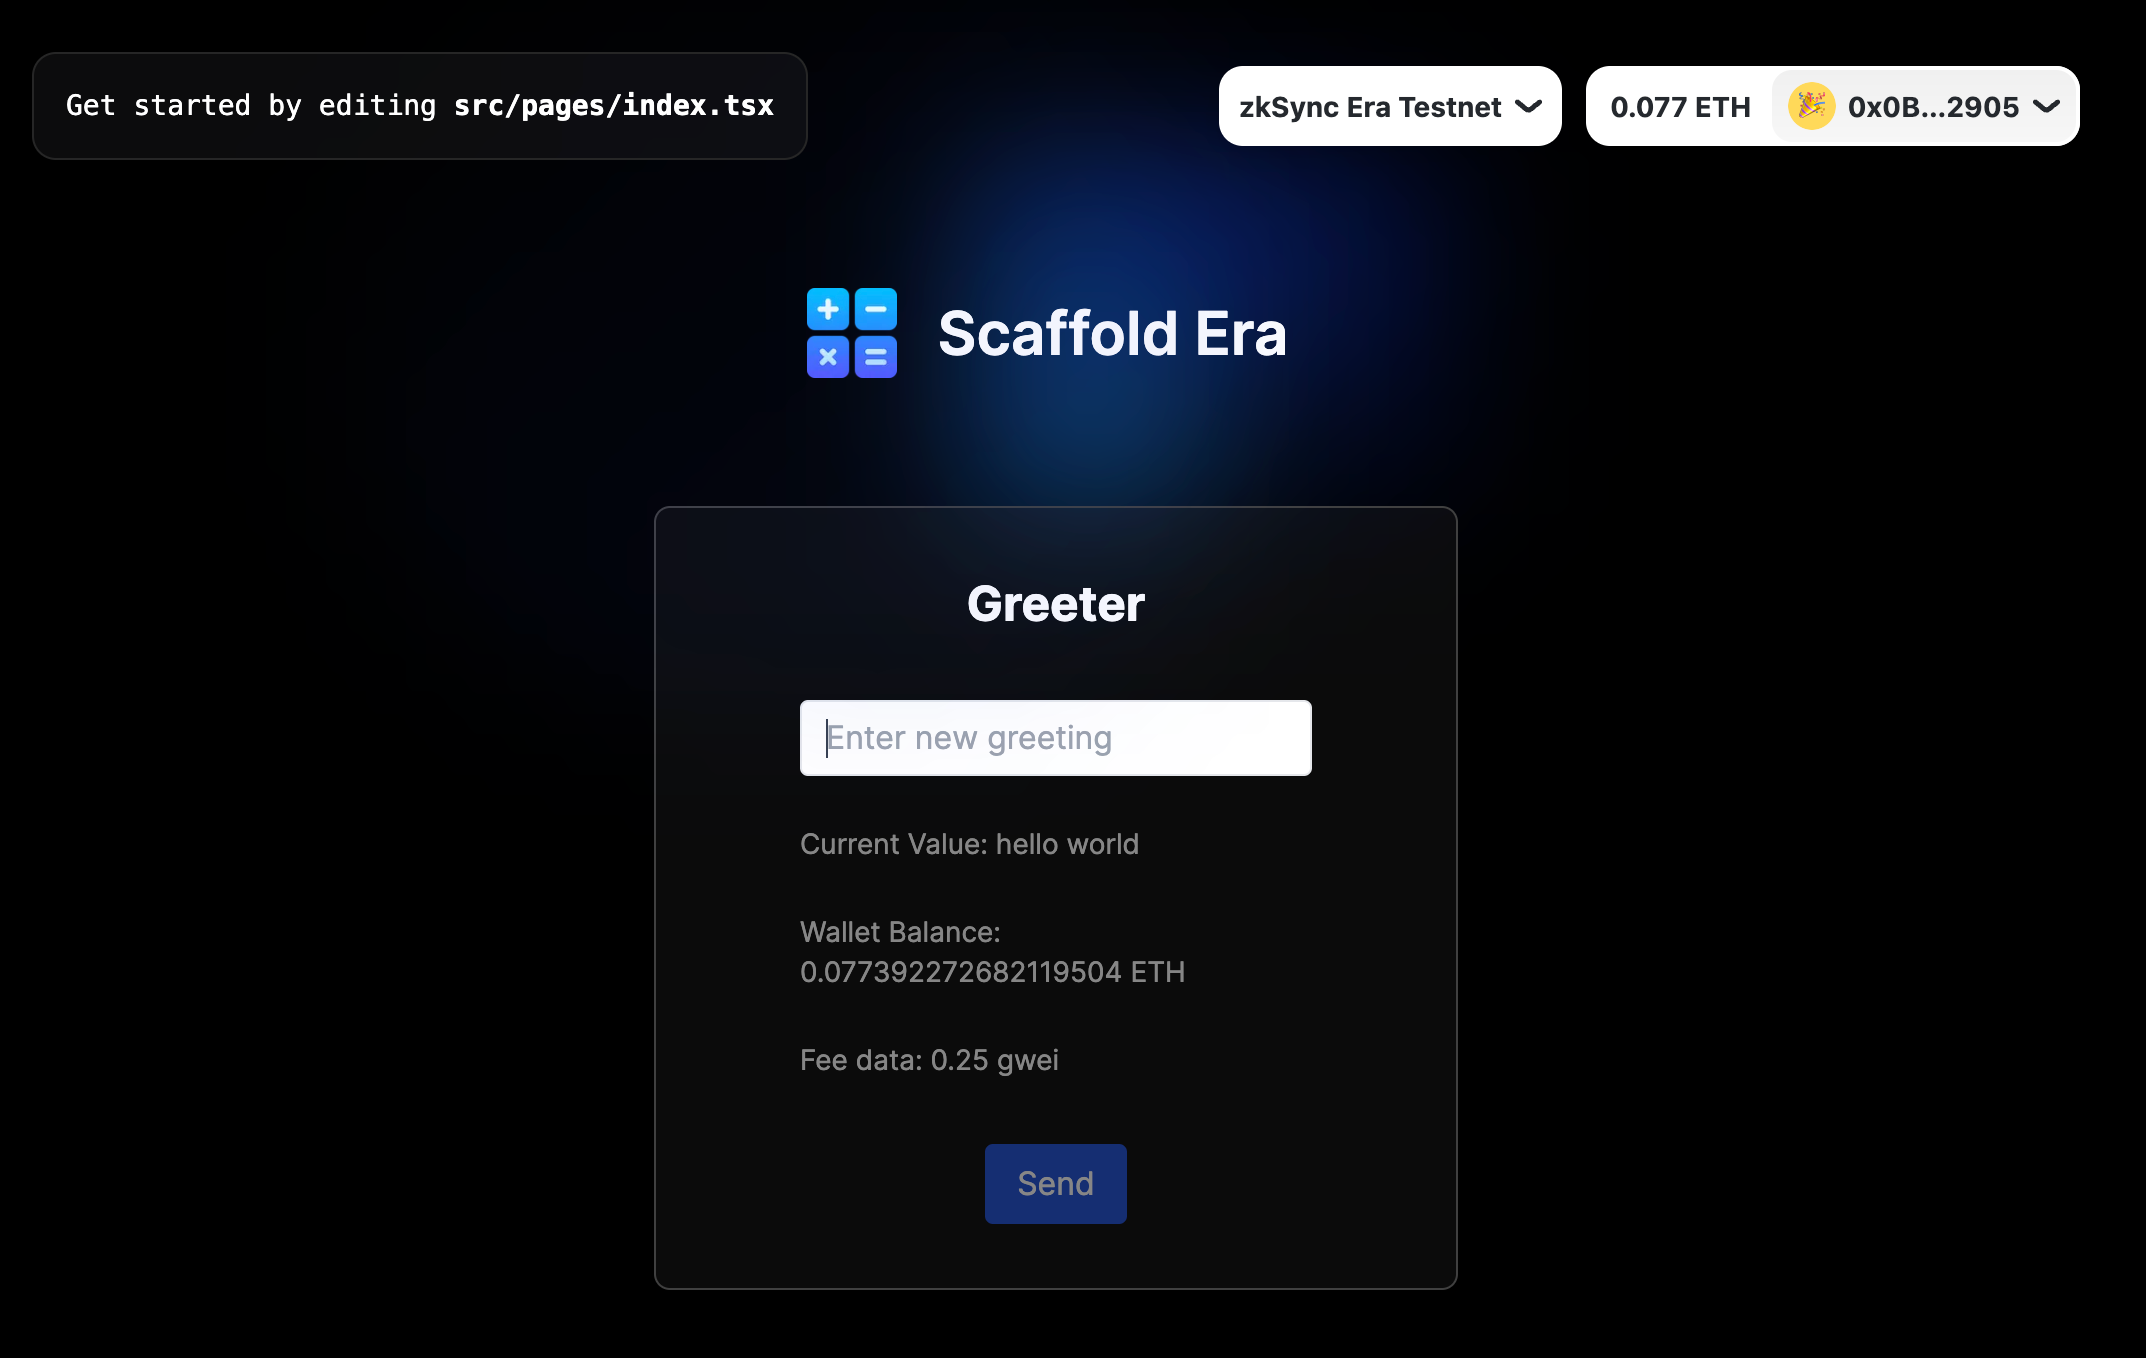 Get started by editing src/pages/index.tsx
zkSync Era Testnet
0.077 ETH
0x0B...2905
Scaffold Era
Greeter
Enter new greeting
Current Value: hello world
Wallet Balance:
0.077392272682119504 ETH
Fee data: 0.25 gwei
Send